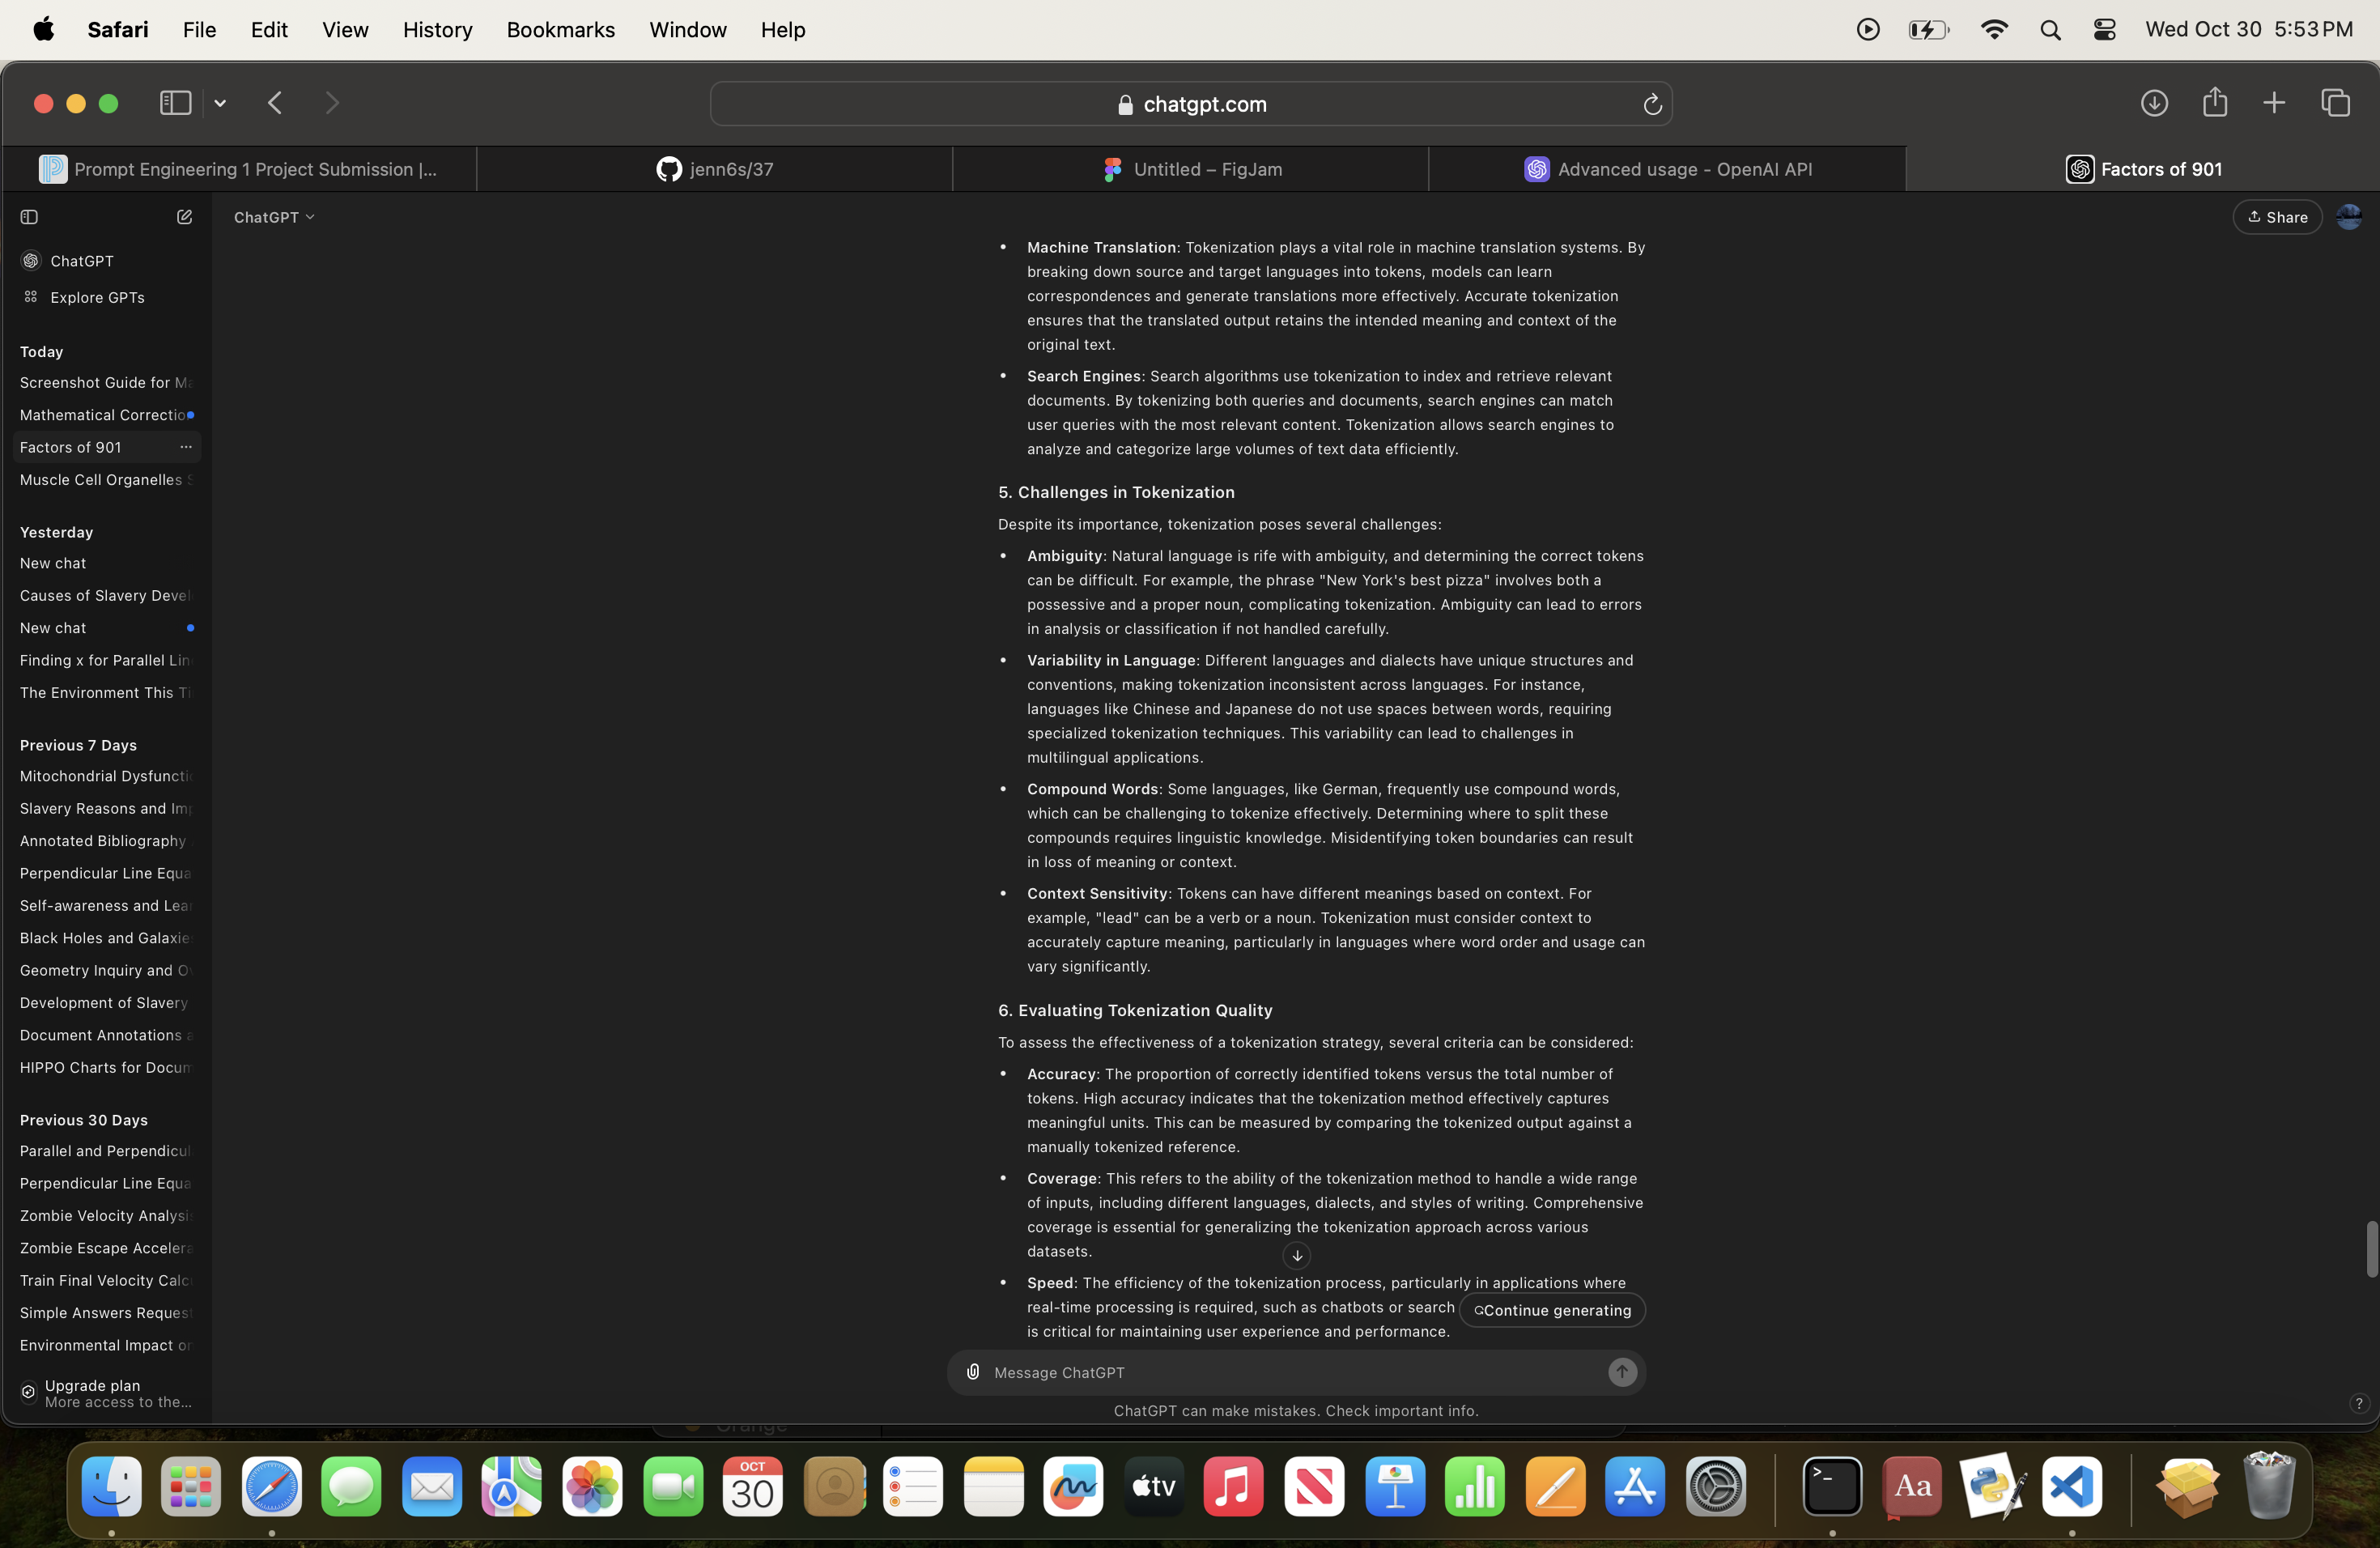 Safari File Edit View History Bookmarks Window Help Wed Oct 30 5:53 PM
chatgpt.com
Prompt Engineering 1 Project Submission |... jenn6s/37 Untitled – FigJam Advanced usage - OpenAI API Factors of 901
ChatGPT
Share
ChatGPT
Explore GPTs
Today
Screenshot Guide for Ma
Mathematical Correctio
Factors of 901
Muscle Cell Organelles S
Yesterday
New chat
Causes of Slavery Devel
New chat
Finding x for Parallel Lin
The Environment This Ti
Previous 7 Days
Mitochondrial Dysfuncti
Slavery Reasons and Imp
Annotated Bibliography
Perpendicular Line Equa
Self-awareness and Lear
Black Holes and Galaxie
Geometry Inquiry and Ov
Development of Slavery
Document Annotations a
HIPPO Charts for Docum
Previous 30 Days
Parallel and Perpendicul
Perpendicular Line Equa
Zombie Velocity Analysis
Zombie Escape Accelera
Train Final Velocity Calcu
Simple Answers Request
Environmental Impact on
Upgrade plan
More access to the...
• Machine Translation: Tokenization plays a vital role in machine translation systems. By
breaking down source and target languages into tokens, models can learn
correspondences and generate translations more effectively. Accurate tokenization
ensures that the translated output retains the intended meaning and context of the
original text.
• Search Engines: Search algorithms use tokenization to index and retrieve relevant
documents. By tokenizing both queries and documents, search engines can match
user queries with the most relevant content. Tokenization allows search engines to
analyze and categorize large volumes of text data efficiently.
5. Challenges in Tokenization
Despite its importance, tokenization poses several challenges:
• Ambiguity: Natural language is rife with ambiguity, and determining the correct tokens
can be difficult. For example, the phrase "New York's best pizza" involves both a
possessive and a proper noun, complicating tokenization. Ambiguity can lead to errors
in analysis or classification if not handled carefully.
• Variability in Language: Different languages and dialects have unique structures and
conventions, making tokenization inconsistent across languages. For instance,
languages like Chinese and Japanese do not use spaces between words, requiring
specialized tokenization techniques. This variability can lead to challenges in
multilingual applications.
• Compound Words: Some languages, like German, frequently use compound words,
which can be challenging to tokenize effectively. Determining where to split these
compounds requires linguistic knowledge. Misidentifying token boundaries can result
in loss of meaning or context.
• Context Sensitivity: Tokens can have different meanings based on context. For
example, "lead" can be a verb or a noun. Tokenization must consider context to
accurately capture meaning, particularly in languages where word order and usage can
vary significantly.
6. Evaluating Tokenization Quality
To assess the effectiveness of a tokenization strategy, several criteria can be considered:
• Accuracy: The proportion of correctly identified tokens versus the total number of
tokens. High accuracy indicates that the tokenization method effectively captures
meaningful units. This can be measured by comparing the tokenized output against a
manually tokenized reference.
• Coverage: This refers to the ability of the tokenization method to handle a wide range
of inputs, including different languages, dialects, and styles of writing. Comprehensive
coverage is essential for generalizing the tokenization approach across various
datasets.
• Speed: The efficiency of the tokenization process, particularly in applications where
real-time processing is required, such as chatbots or search
is critical for maintaining user experience and performance.
Continue generating
Message ChatGPT
ChatGPT can make mistakes. Check important info.
?
Orange
OCT
30
tv
>_
Aa